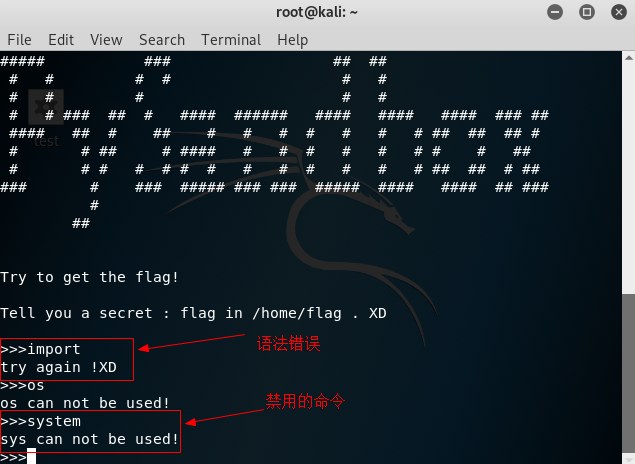 root@kali: ~
File Edit View Search Terminal Help
test
Try to get the flag!
Tell you a secret : flag in /home/flag . XD
>>>import
语法错误
try again !XD
>>>os
os can not be used!
禁用的命令
>>>system
sys can not be used!
>>>